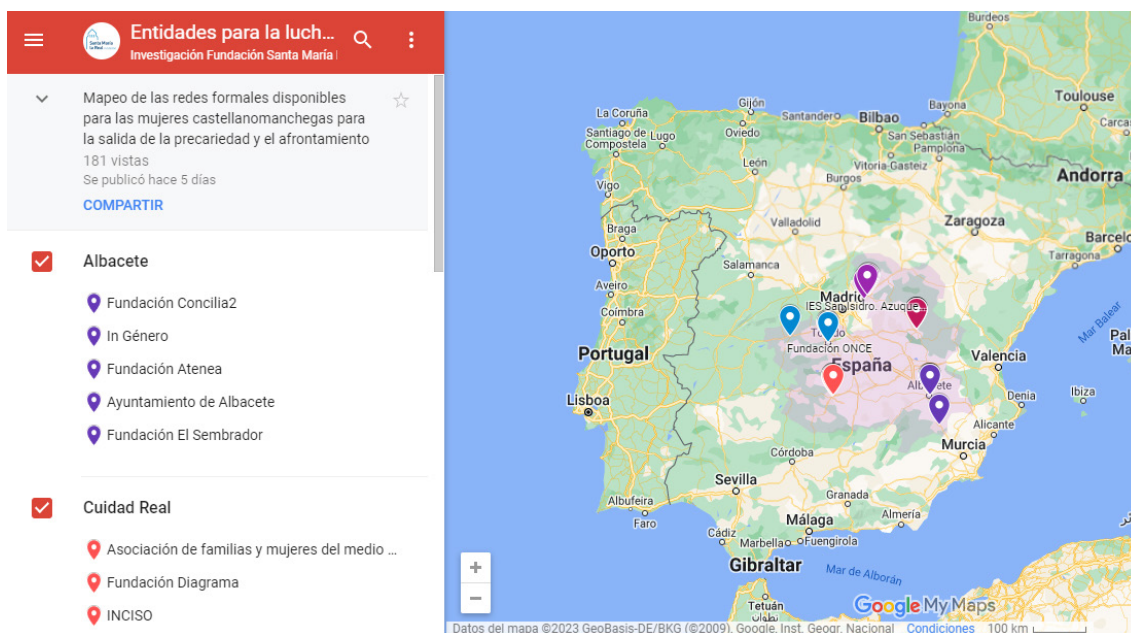 Entidades para la luch...
Investigación Fundación Santa María
Mapeo de las redes formales disponibles
para las mujeres castellanomanchegas para
la salida de la precariedad y el afrontamiento
181 vistas
Se publicó hace 5 días
COMPARTIR
Albacete
Fundación Concilia2
In Género
Fundación Atenea
Ayuntamiento de Albacete
Fundación El Sembrador
Cuidad Real
Asociación de familias y mujeres del medio ...
Fundación Diagrama
INCISO
Burdeos
Toulouse
Carcas
La Coruña
Gijón
Santander
Bilbao
Bayona
San Sebastián
Santiago de
Compostela
Lugo
Oviedo
Pamplona
León
Vitoria-Gasteiz
Andorra
Burgos
Vigo
Braga
Valladolid
Zaragoza
Barcelo
Oporto
Salamanca
Tarragona
Aveiro
Coímbra
Madrid
IES San Isidro. Azuque...
Mar Balear
Pal
Ma
Portugal
Fundación ONCE
España
Valencia
Lisboa
Denia
Ibiza
Alicante
Murcia
Córdoba
Sevilla
Albufeira
Faro
Granada
Almería
Cádiz
Málaga
Marbella
Fuengirola
Gibraltar
Mar de Alborán
Tetuán
تطوان
Google My Maps
Datos del mapa ©2023 GeoBasis-DE/BKG (©2009), Google, Inst. Geogr. Nacional Condiciones 100 km